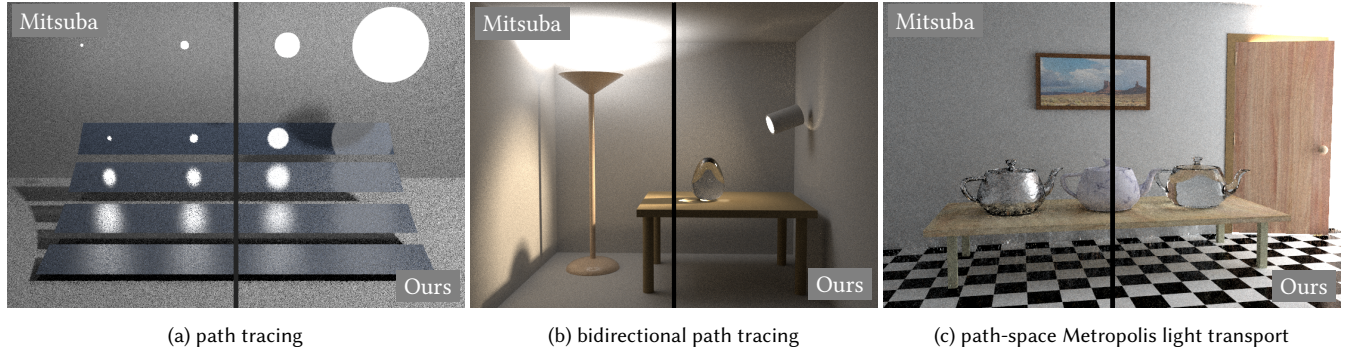 Mitsuba
Ours
Mitsuba
Ours
Mitsuba
Ours
(a) path tracing
(b) bidirectional path tracing
(c) path-space Metropolis light transport